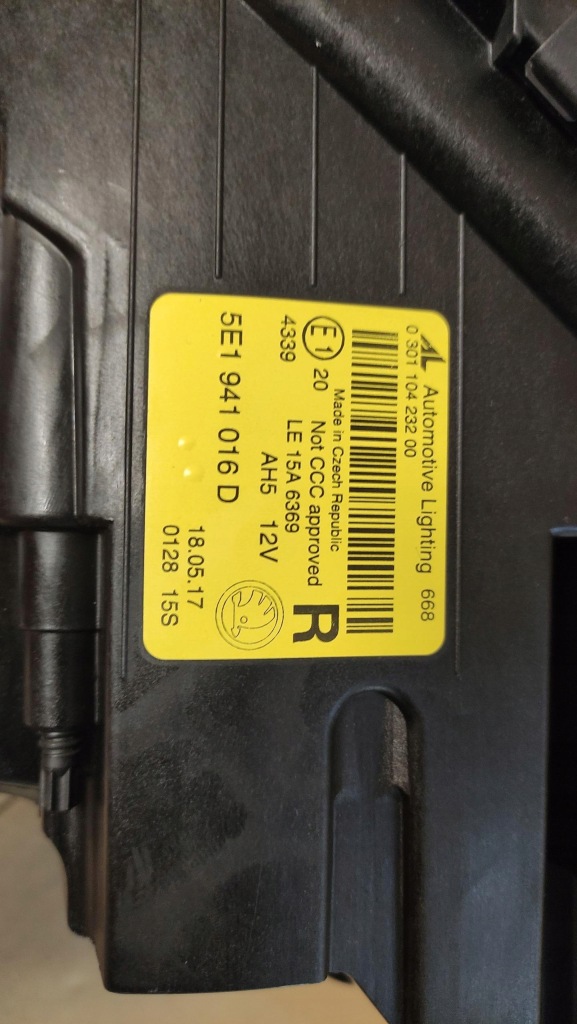 Automotive Lighting 668
0 301 104 232 00
Made in Czech Republic
E1 20 Not CCC approved R
4339 LE 15A 6369
AH5 12V
5E1 941 016 D 18.05.17
0128 15S